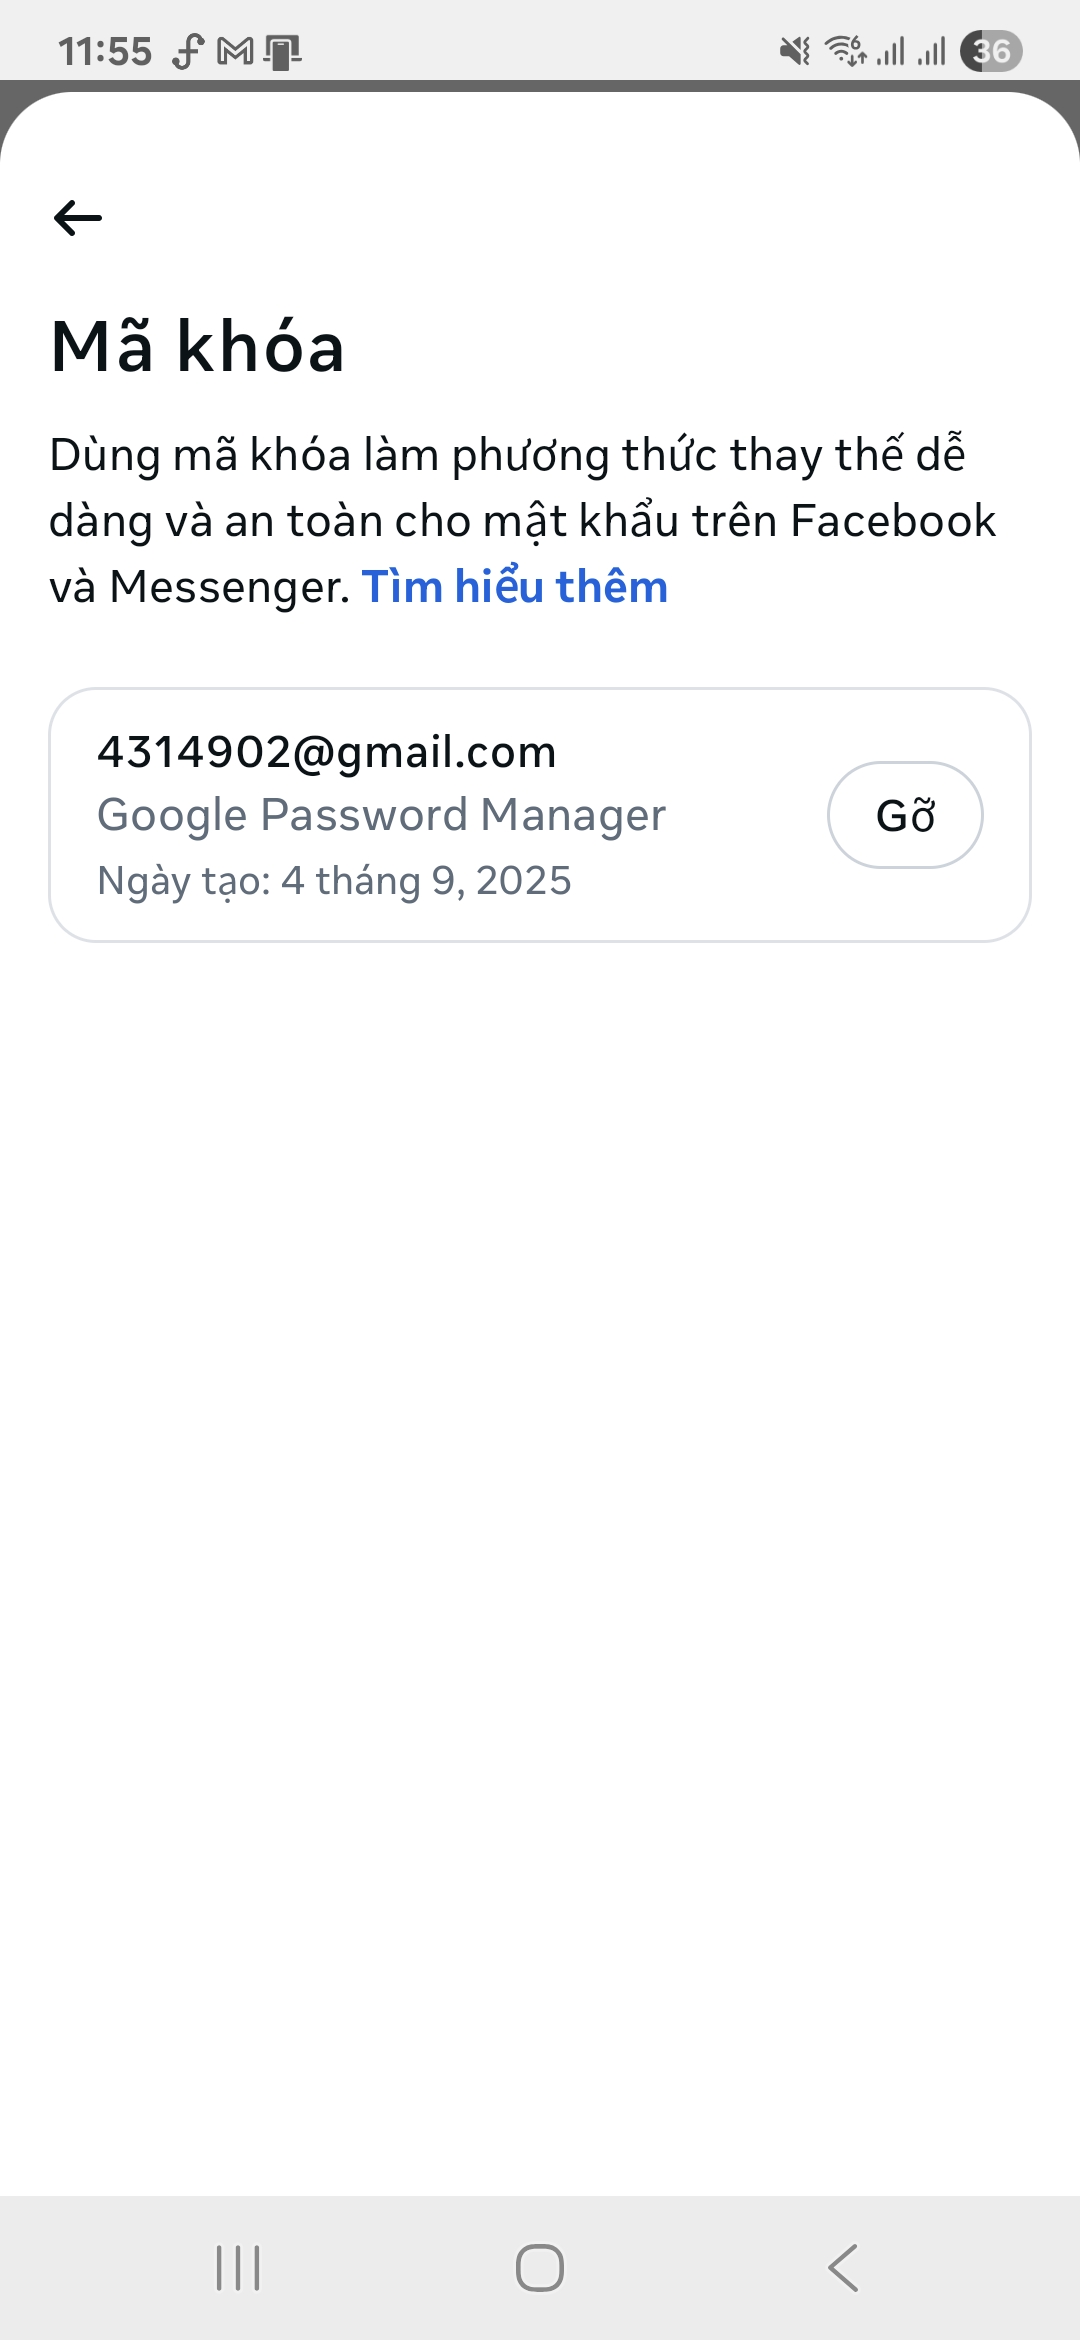 11:55
6
36
Mã khóa
Dùng mã khóa làm phương thức thay thế dễ
dàng và an toàn cho mật khẩu trên Facebook
và Messenger. Tìm hiểu thêm
4314902@gmail.com
Google Password Manager
Ngày tạo: 4 tháng 9, 2025
Gỡ